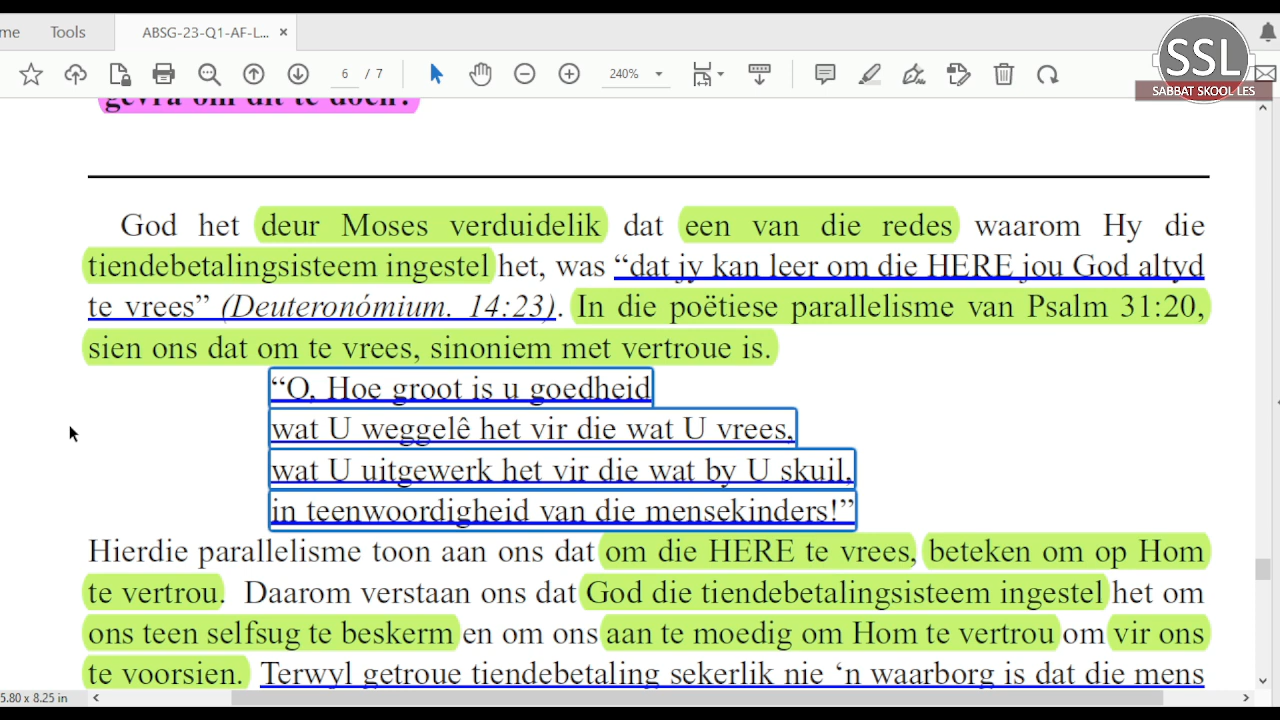 me Tools ABSG-23-Q1-AF-L... ×
SSL
SABBAT SKOOL LES
6 / 7 240%
gevra om dit te doen?
God het deur Moses verduidelik dat een van die redes waarom Hy die
tiendebetalingsisteem ingestel het, was “dat jy kan leer om die HERE jou God altyd
te vrees” (Deuteronómium. 14:23). In die poëtiese parallelisme van Psalm 31:20,
sien ons dat om te vrees, sinoniem met vertroue is.
“O, Hoe groot is u goedheid
wat U weggelê het vir die wat U vrees,
wat U uitgewerk het vir die wat by U skuil,
in teenwoordigheid van die mensekinders!”
Hierdie parallelisme toon aan ons dat om die HERE te vrees, beteken om op Hom
te vertrou. Daarom verstaan ons dat God die tiendebetalingsisteem ingestel het om
ons teen selfsug te beskerm en om ons aan te moedig om Hom te vertrou om vir ons
te voorsien. Terwyl getroue tiendebetaling sekerlik nie ‘n waarborg is dat die mens
5.80 x 8.25 in